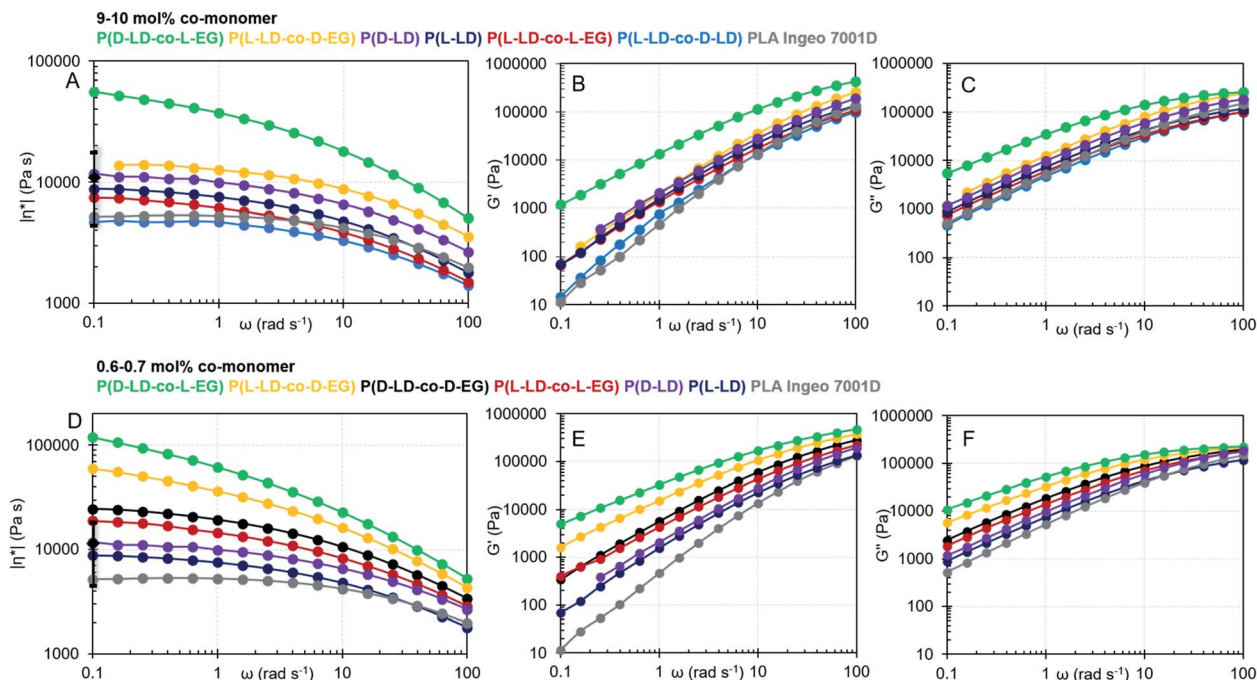 9-10 mol% co-monomer
P(D-LD-co-L-EG) P(L-LD-co-D-EG) P(D-LD) P(L-LD) P(L-LD-co-L-EG) P(L-LD-co-D-LD) PLA Ingeo 7001D
A
|η*| (Pa s)
100000
10000
1000
0.1
1
ω (rad s⁻¹)
10
100
B
G' (Pa)
1000000
100000
10000
1000
100
10
0.1
1
ω (rad s⁻¹)
10
100
C
G'' (Pa)
1000000
100000
10000
1000
100
10
0.1
1
ω (rad s⁻¹)
10
100
0.6-0.7 mol% co-monomer
P(D-LD-co-L-EG) P(L-LD-co-D-EG) P(D-LD-co-D-EG) P(L-LD-co-L-EG) P(D-LD) P(L-LD) PLA Ingeo 7001D
D
|η*| (Pa s)
100000
10000
1000
0.1
1
ω (rad s⁻¹)
10
100
E
G' (Pa)
1000000
100000
10000
1000
100
10
0.1
1
ω (rad s⁻¹)
10
100
F
G'' (Pa)
1000000
100000
10000
1000
100
10
0.1
1
ω (rad s⁻¹)
10
100